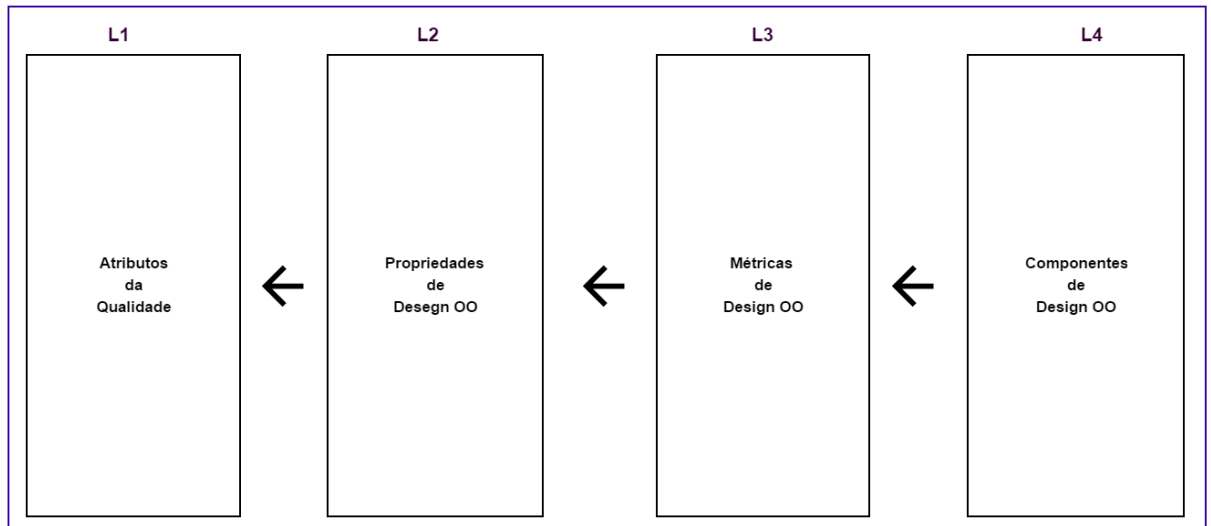 L1
L2
L3
L4
Atributos
da
Qualidade
Propriedades
de
Desegn OO
Métricas
de
Design OO
Componentes
de
Design OO